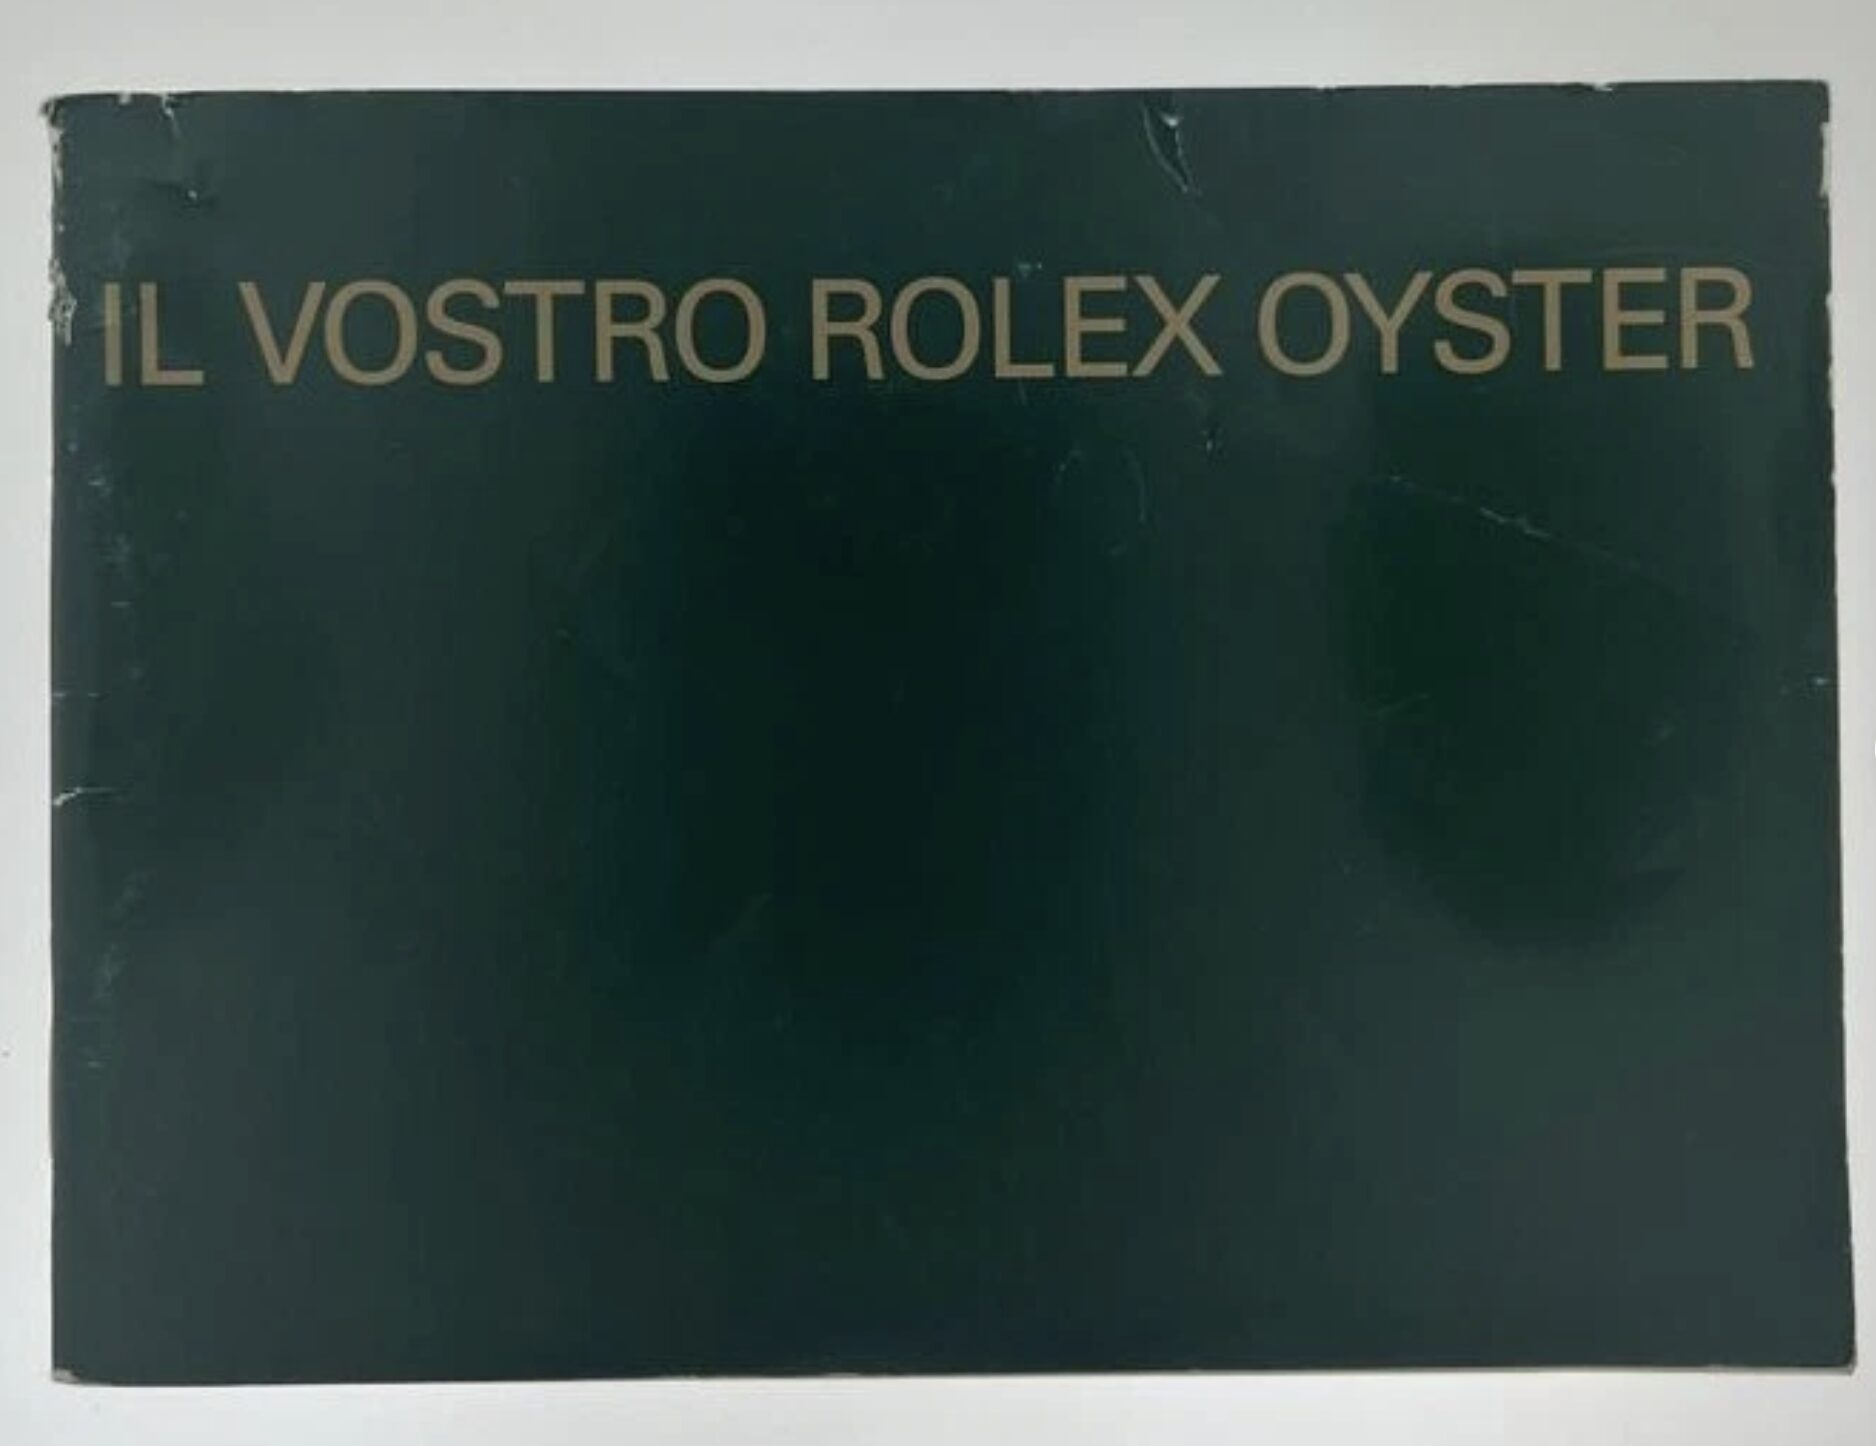 IL VOSTRO ROLEX OYSTER